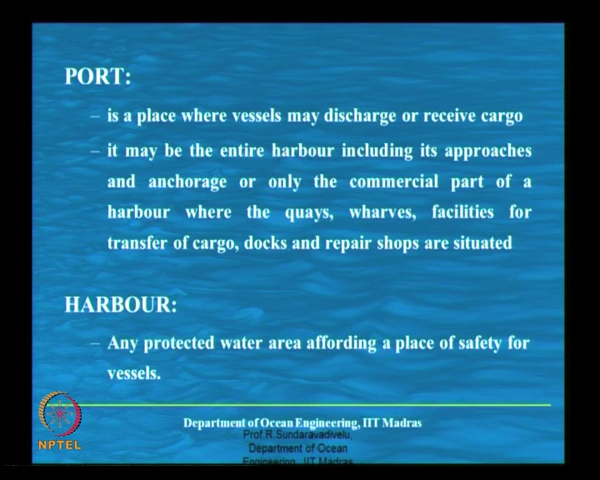 PORT:
– is a place where vessels may discharge or receive cargo
– it may be the entire harbour including its approaches
and anchorage or only the commercial part of a
harbour where the quays, wharves, facilities for
transfer of cargo, docks and repair shops are situated
HARBOUR:
– Any protected water area affording a place of safety for
vessels.
NPTEL
Department of Ocean Engineering, IIT Madras
Prof.R.Sundaravadivelu,
Department of Ocean
Engineering, IIT Madras